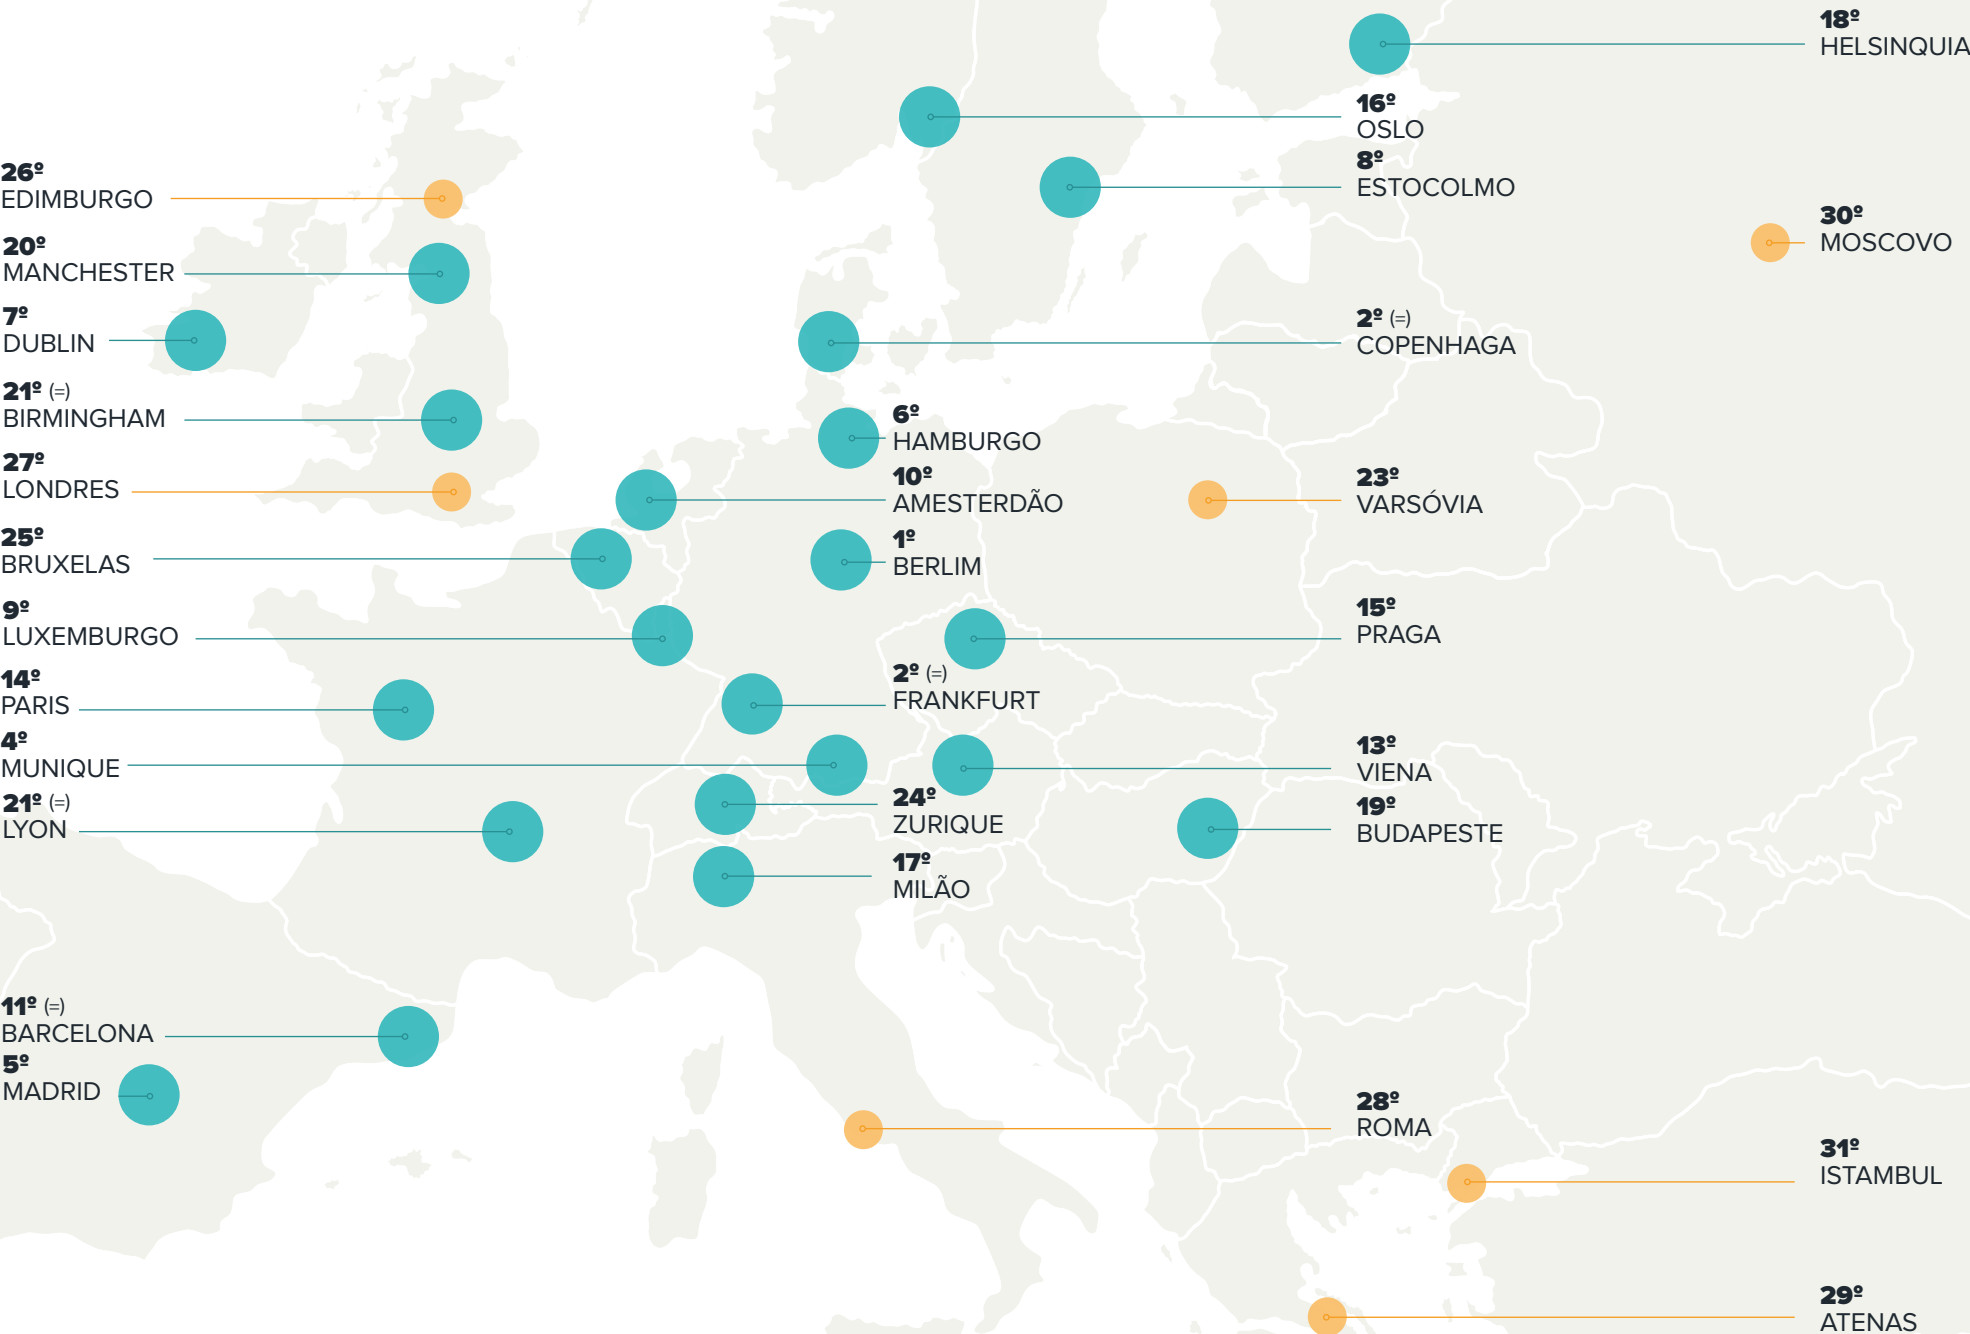 18º
HELSINQUIA
16º
OSLO
8º
ESTOCOLMO
26º
EDIMBURGO
30º
MOSCOVO
20º
MANCHESTER
7º
DUBLIN
2º (=)
COPENHAGA
21º (=)
BIRMINGHAM
6º
HAMBURGO
27º
LONDRES
10º
AMESTERDÃO
23º
VARSÓVIA
25º
BRUXELAS
1º
BERLIM
9º
LUXEMBURGO
15º
PRAGA
14º
PARIS
2º (=)
FRANKFURT
4º
MUNIQUE
13º
VIENA
21º (=)
LYON
24º
ZURIQUE
19º
BUDAPESTE
17º
MILÃO
11º (=)
BARCELONA
5º
MADRID
28º
ROMA
31º
ISTAMBUL
29º
ATENAS